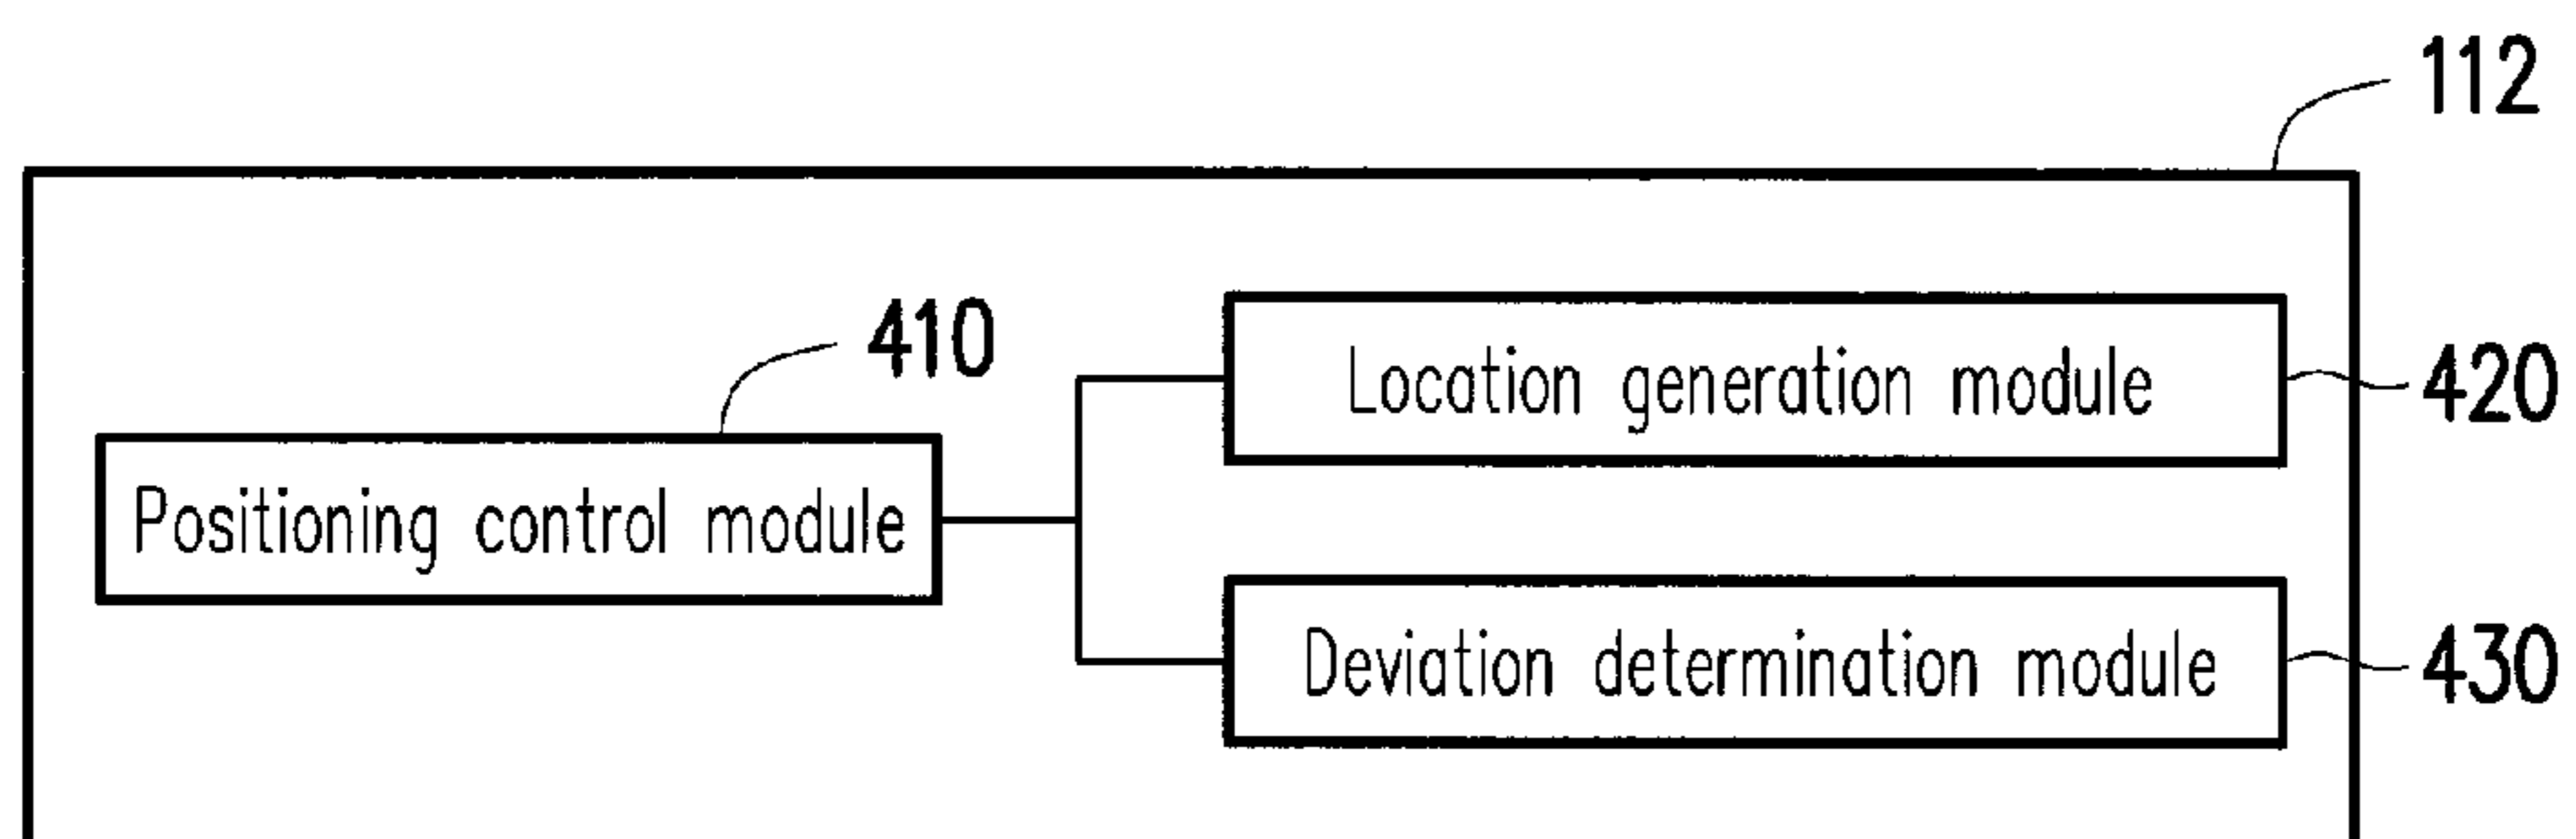 112
410
Location generation module
420
Positioning control module
Deviation determination module
430